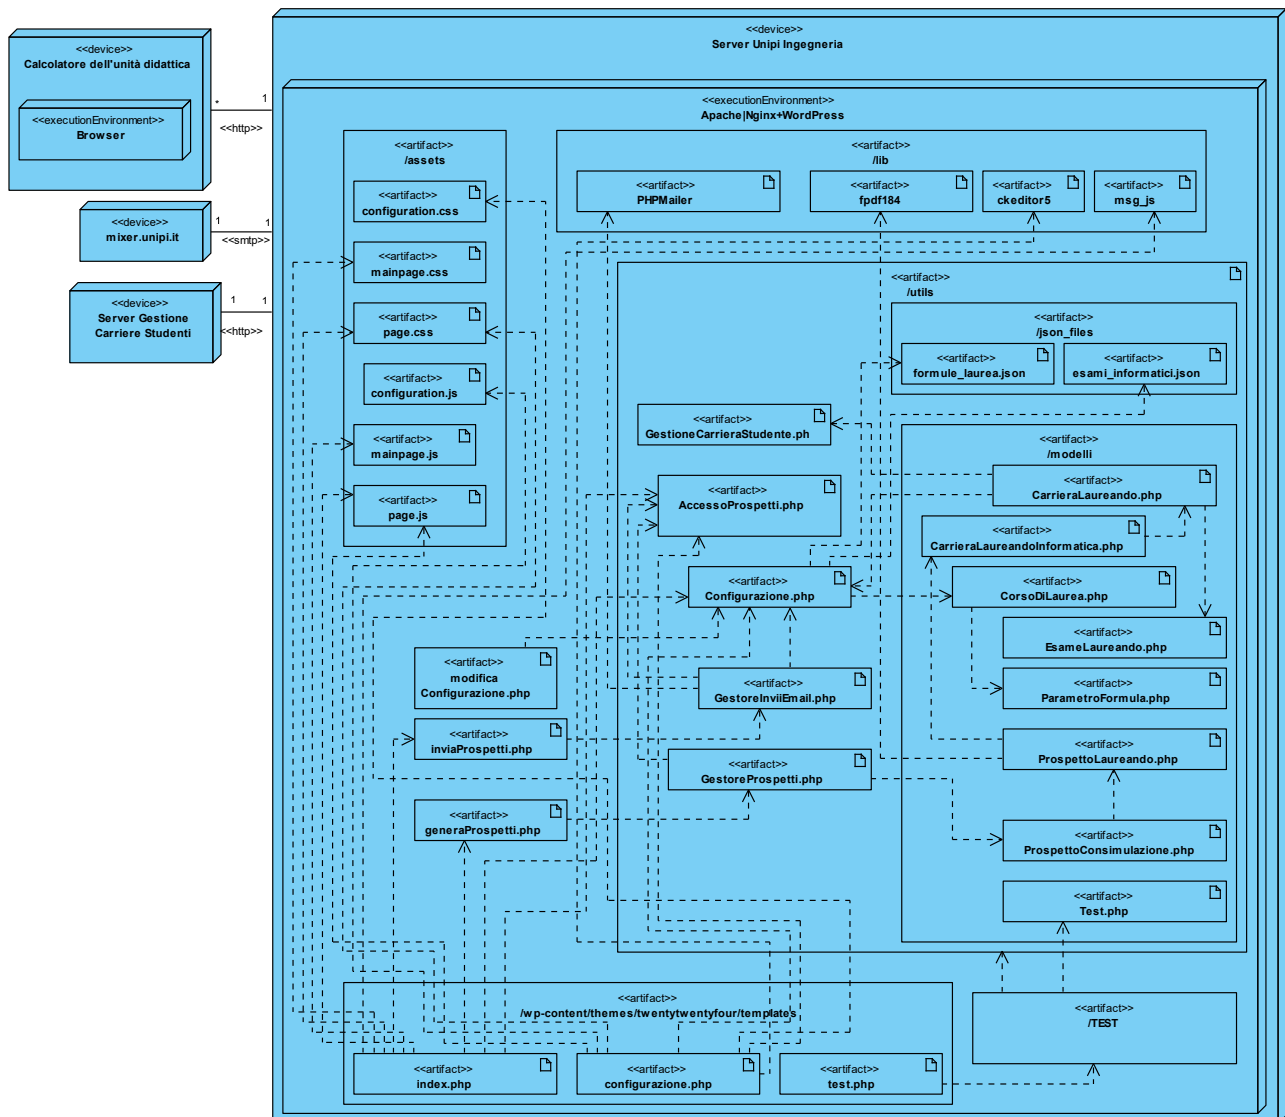 <<device>>
Server Unipi Ingegneria
<<device>>
Calcolatore dell'unità didattica
<<executionEnvironment>>
Browser
*
1
<<http>>
<<device>>
mixer.unipi.it
1
1
<<smtp>>
<<device>>
Server Gestione
Carriere Studenti
1
1
<<http>>
<<executionEnvironment>>
Apache|Nginx+WordPress
<<artifact>>
/assets
<<artifact>>
configuration.css
<<artifact>>
mainpage.css
<<artifact>>
page.css
<<artifact>>
configuration.js
<<artifact>>
mainpage.js
<<artifact>>
page.js
<<artifact>>
/lib
<<artifact>>
PHPMailer
<<artifact>>
fpdf184
<<artifact>>
ckeditor5
<<artifact>>
msg_js
<<artifact>>
/utils
<<artifact>>
/json_files
<<artifact>>
formule_laurea.json
<<artifact>>
esami_informatici.json
<<artifact>>
GestioneCarrieraStudente.ph
<<artifact>>
AccessoProspetti.php
<<artifact>>
Configurazione.php
<<artifact>>
GestoreInviiEmail.php
<<artifact>>
GestoreProspetti.php
<<artifact>>
/modelli
<<artifact>>
CarrieraLaureando.php
<<artifact>>
CarrieraLaureandoInformatica.php
<<artifact>>
CorsoDiLaurea.php
<<artifact>>
EsameLaureando.php
<<artifact>>
ParametroFormula.php
<<artifact>>
ProspettoLaureando.php
<<artifact>>
ProspettoConsimulazione.php
<<artifact>>
Test.php
<<artifact>>
modifica
Configurazione.php
<<artifact>>
inviaProspetti.php
<<artifact>>
generaProspetti.php
<<artifact>>
/wp-content/themes/twentytwentyfour/templates
<<artifact>>
index.php
<<artifact>>
configurazione.php
<<artifact>>
test.php
<<artifact>>
/TEST